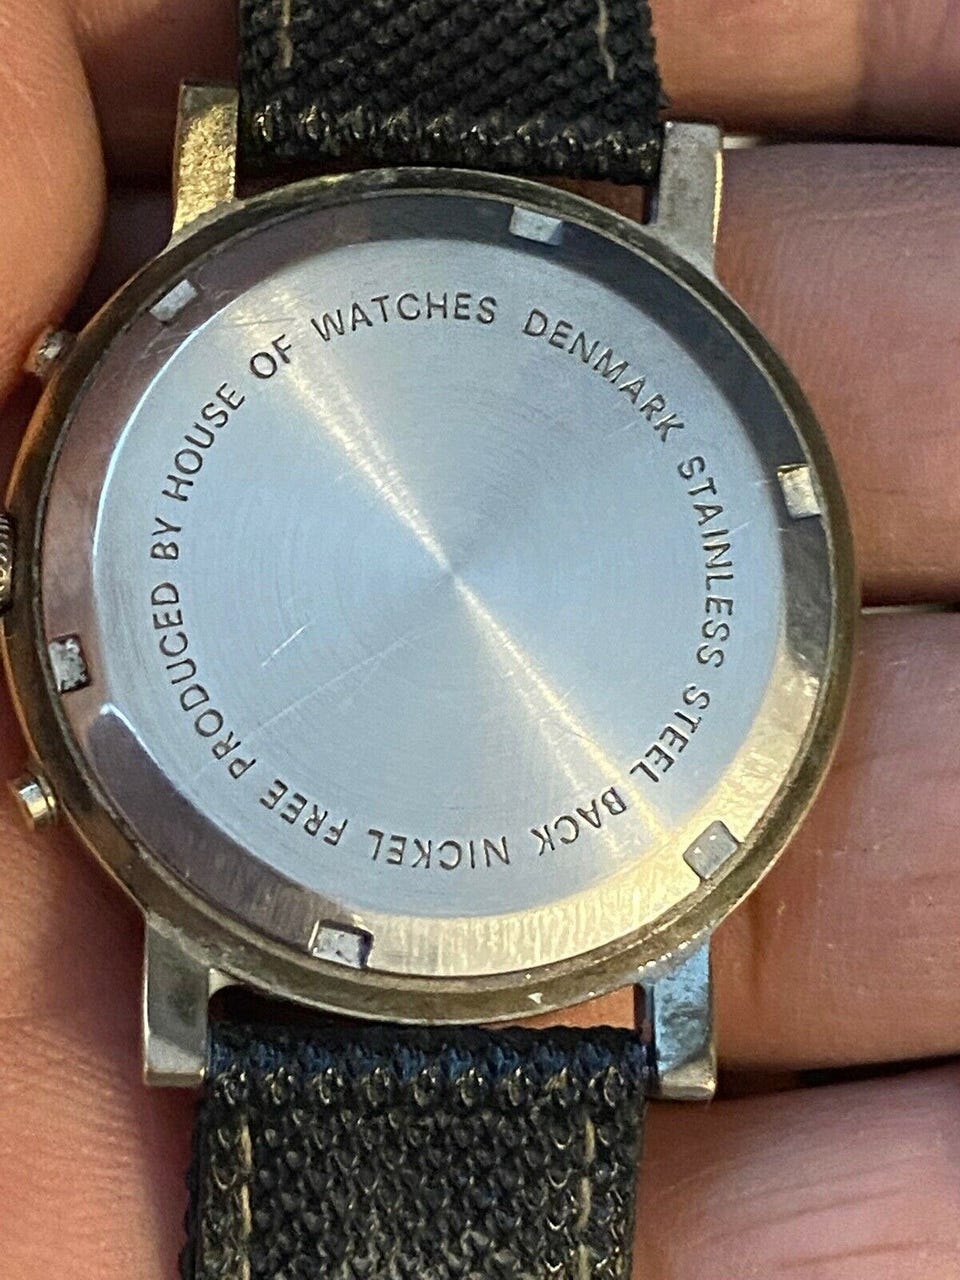 PRODUCED BY HOUSE OF WATCHES DENMARK STAINLESS STEEL BACK NICKEL FREE